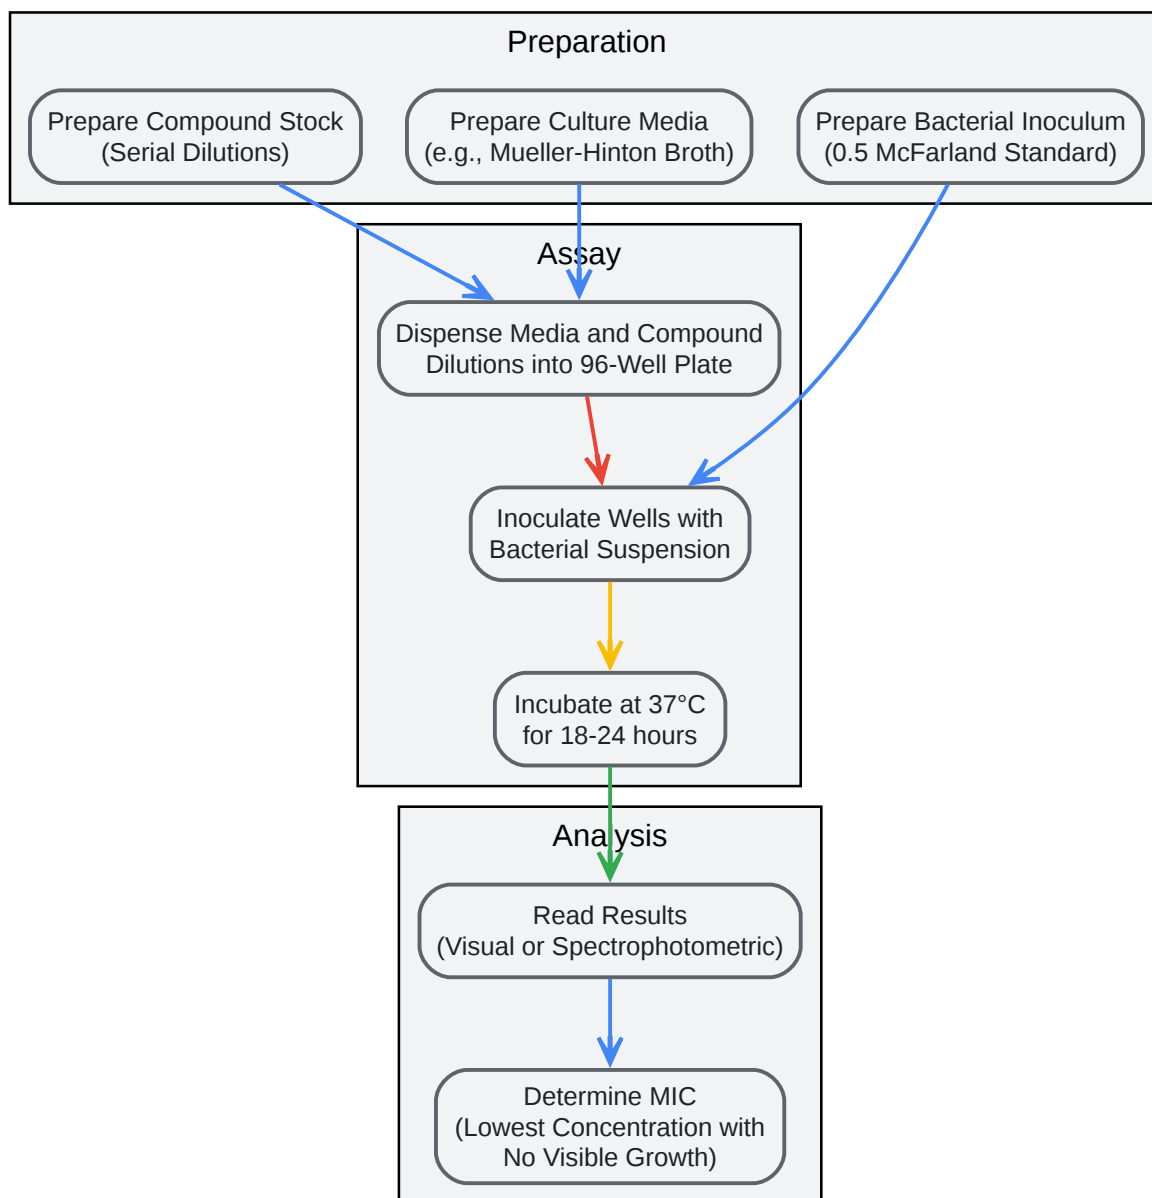 Preparation
Prepare Compound Stock
(Serial Dilutions)
Prepare Culture Media
(e.g., Mueller-Hinton Broth)
Prepare Bacterial Inoculum
(0.5 McFarland Standard)
Assay
Dispense Media and Compound
Dilutions into 96-Well Plate
Inoculate Wells with
Bacterial Suspension
Incubate at 37°C
for 18-24 hours
Analysis
Read Results
(Visual or Spectrophotometric)
Determine MIC
(Lowest Concentration with
No Visible Growth)